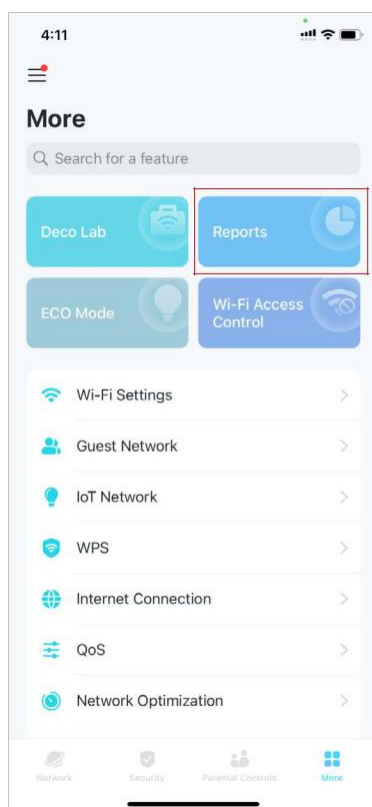 4:11
More
Search for a feature
Deco Lab
Reports
ECO Mode
Wi-Fi Access
Control
Wi-Fi Settings
Guest Network
IoT Network
WPS
Internet Connection
QoS
Network Optimization
Network Security Parental Controls More